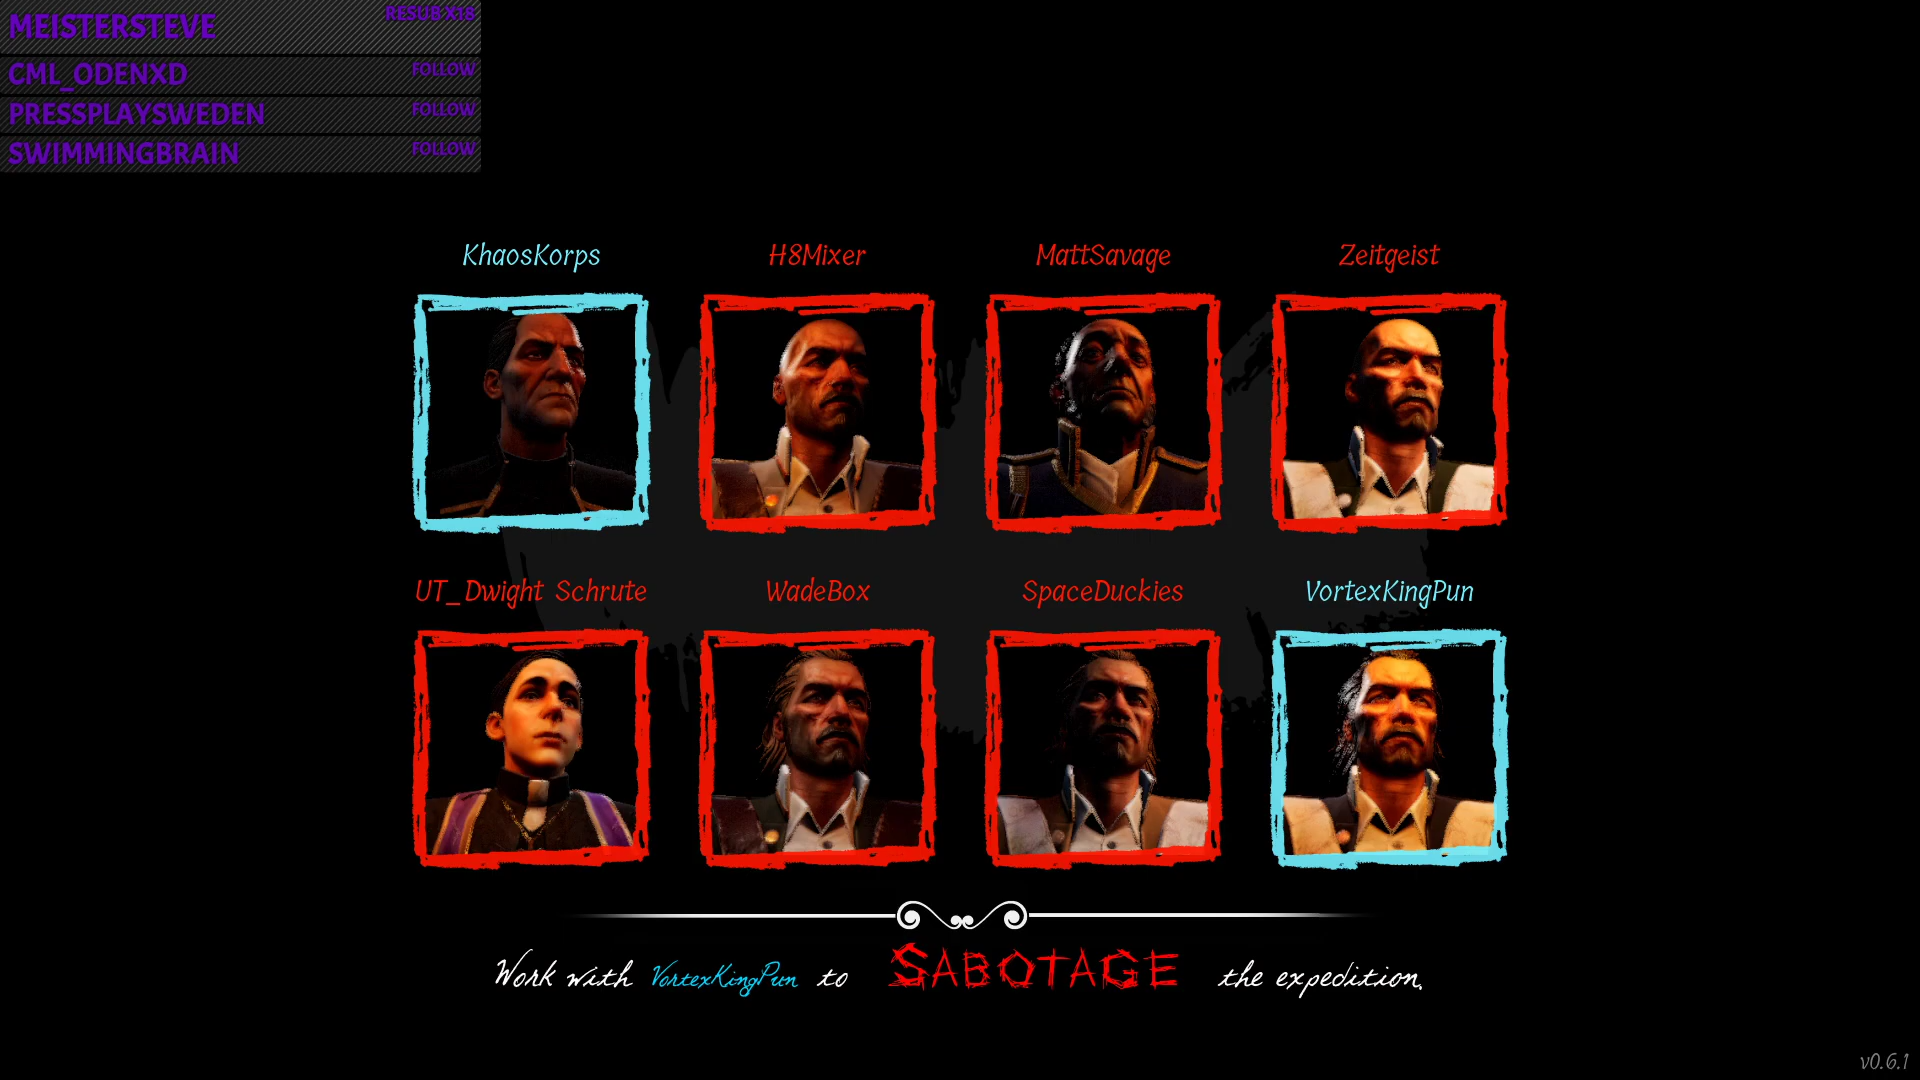 MEISTERSTEVE RESUB X18
CML_ODENXD FOLLOW
PRESSPLAYSWEDEN FOLLOW
SWIMMINGBRAIN FOLLOW
KhaosKorps H8Mixer MattSavage Zeitgeist
UT_Dwight Schrute WadeBox SpaceDuckies VortexKingPun
Work with VortexKingPun to SABOTAGE the expedition.
v0.6.1